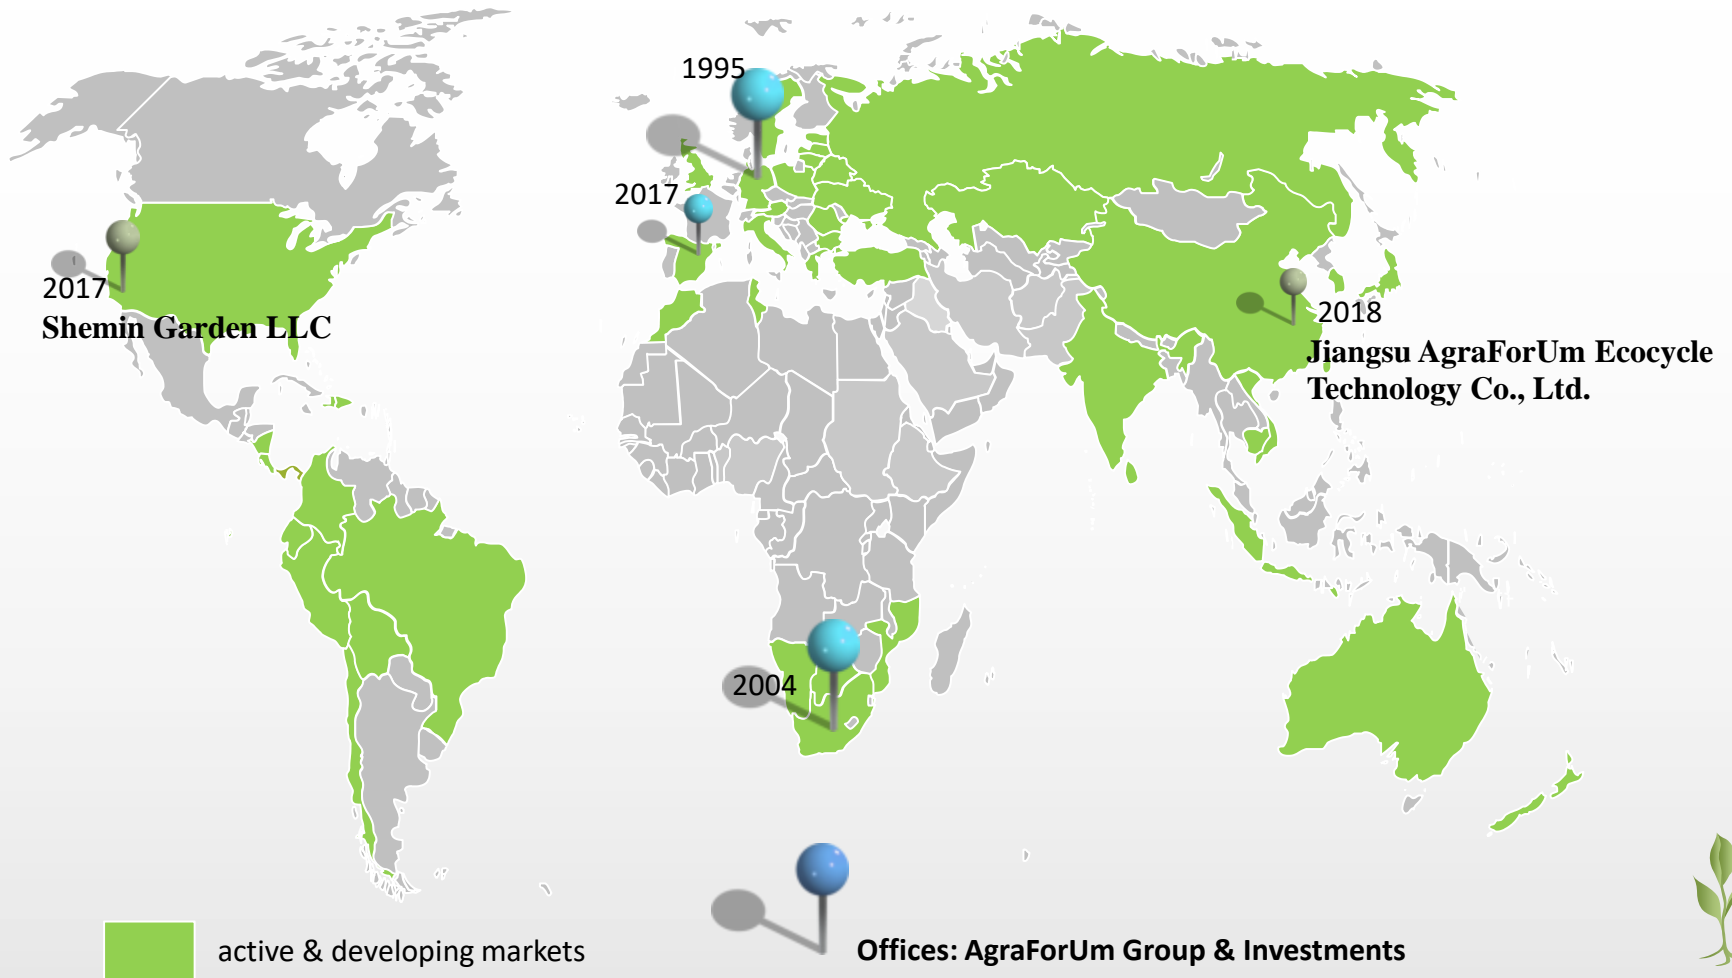 1995
2017
2017
Shemin Garden LLC
2018
Jiangsu AgraForUm Ecocycle
Technology Co., Ltd.
2004
active & developing markets
Offices: AgraForUm Group & Investments